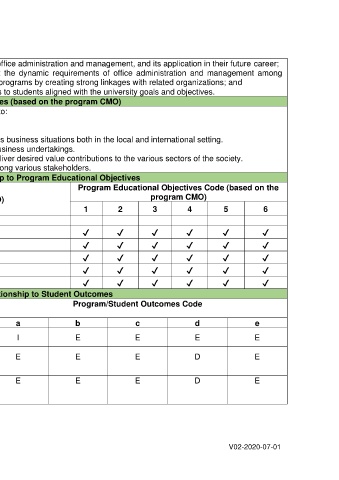 office administration and management, and its application in their future career;
the dynamic requirements of office administration and management among
programs by creating strong linkages with related organizations; and
to students aligned with the university goals and objectives.
es (based on the program CMO)
to:
s business situations both in the local and international setting.
siness undertakings.
liver desired value contributions to the various sectors of the society.
ong various stakeholders.
p to Program Educational Objectives
Program Educational Objectives Code (based on the
program CMO)
1 2 3 4 5 6
✓ ✓ ✓ ✓ ✓ ✓
✓ ✓ ✓ ✓ ✓ ✓
✓ ✓ ✓ ✓ ✓ ✓
✓ ✓ ✓ ✓ ✓ ✓
✓ ✓ ✓ ✓ ✓ ✓
tionship to Student Outcomes
Program/Student Outcomes Code
a b c d e
I E E E E
E E E D E
E E E D E
V02-2020-07-01